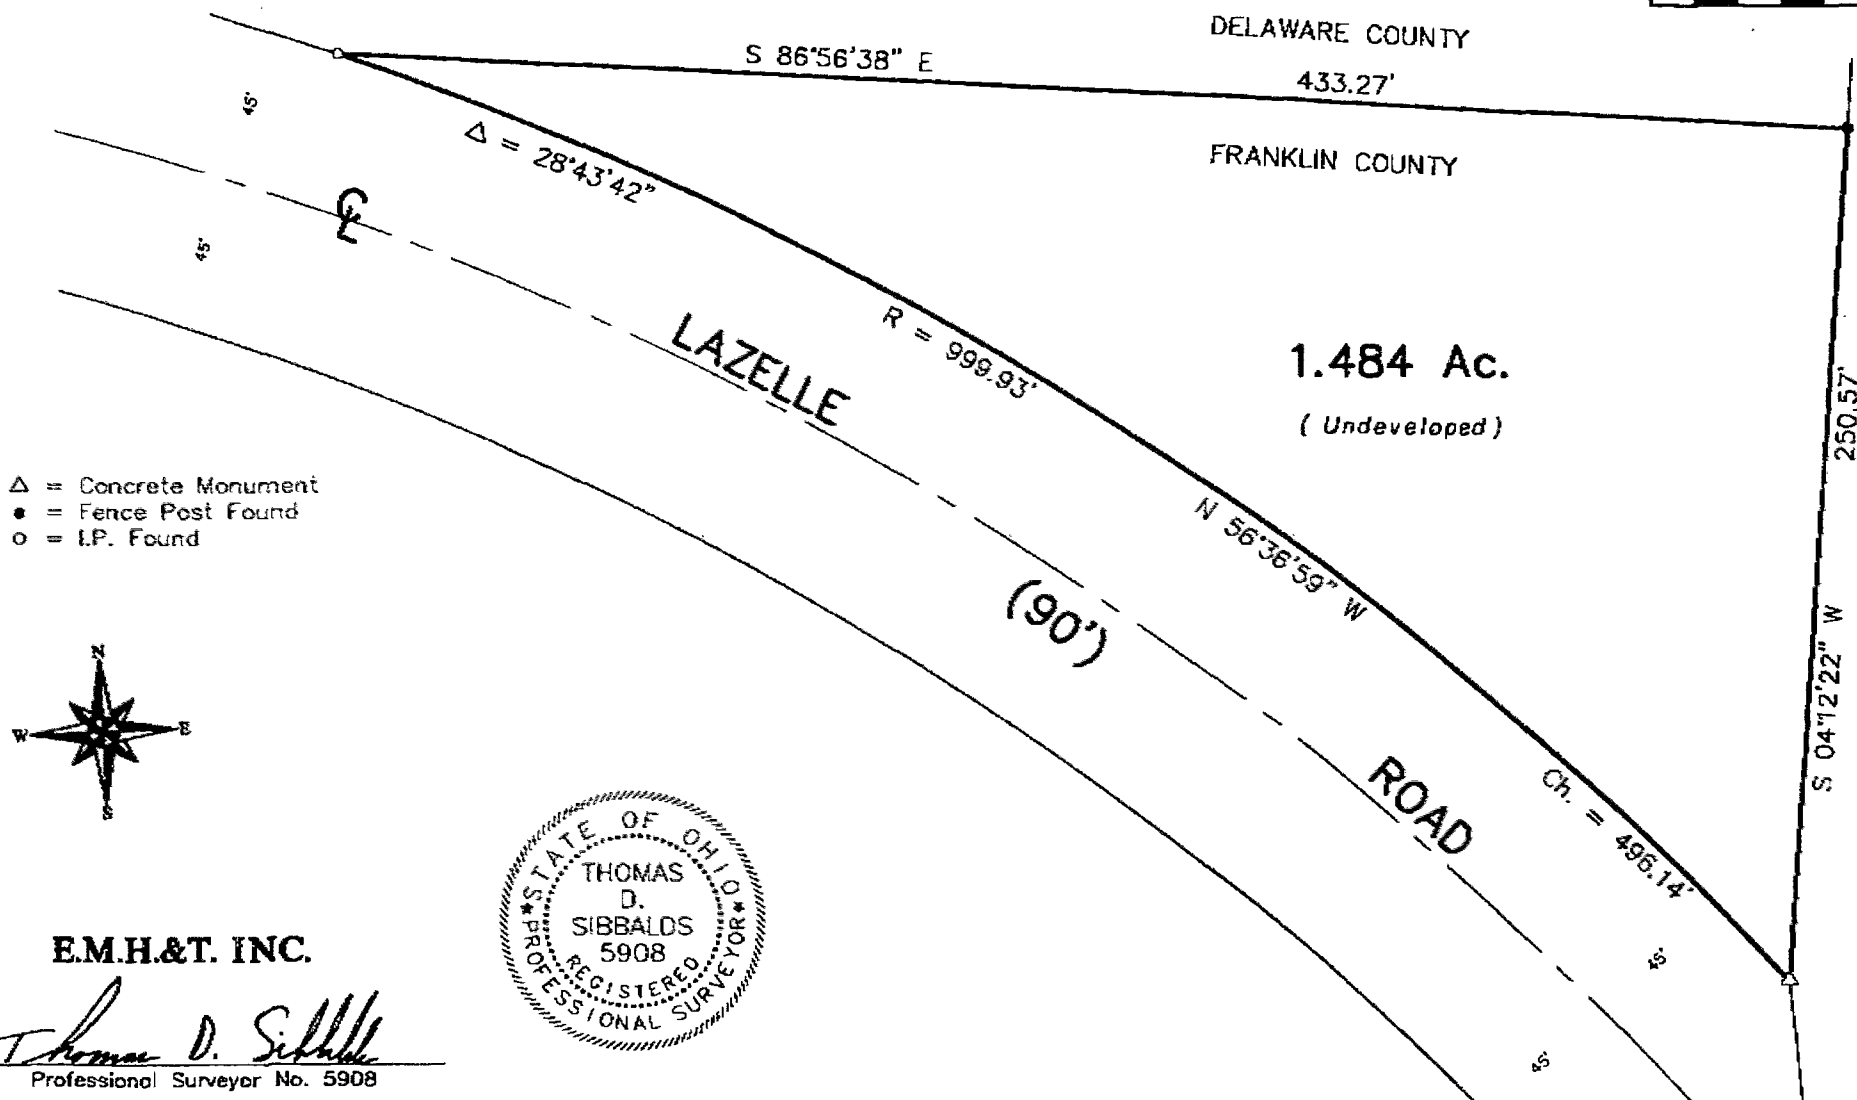 DELAWARE COUNTY
S 86°56'38" E
433.27'
FRANKLIN COUNTY
45'
Δ = 28°43'42"
℄
45'
R = 999.93'
LAZELLE
1.484 Ac.
( Undeveloped )
250.57'
Δ = Concrete Monument
● = Fence Post Found
o = I.P. Found
N 56°36'59" W
(90')
S 04°12'22" W
N
W
E
S
ROAD
Ch. = 496.14'
STATE OF OHIO
THOMAS
D.
SIBBALDS
5908
REGISTERED
PROFESSIONAL SURVEYOR
45'
45'
E.M.H.&T. INC.
Thomas D. Sibbalds
Professional Surveyor No. 5908